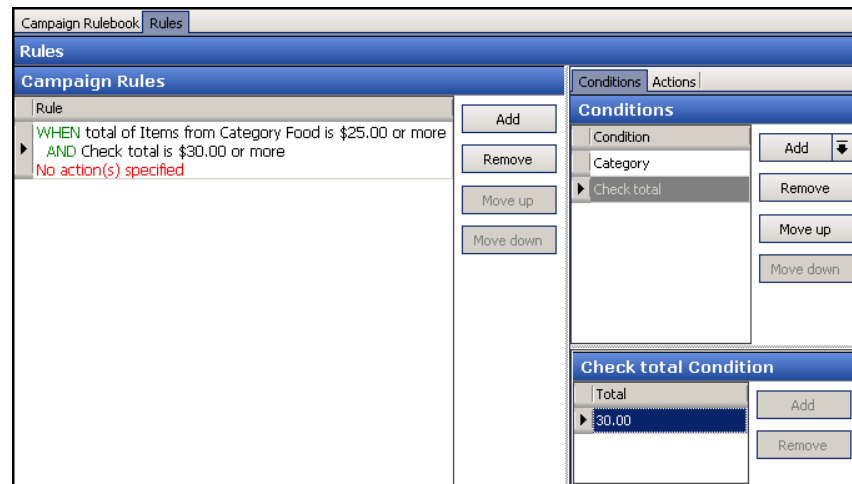 Campaign Rulebook Rules
Rules
Campaign Rules
Rule
WHEN total of Items from Category Food is $25.00 or more
AND Check total is $30.00 or more
No action(s) specified
Add
Remove
Move up
Move down
Conditions Actions
Conditions
Condition
Category
Check total
Add
Remove
Move up
Move down
Check total Condition
Total
30.00
Add
Remove